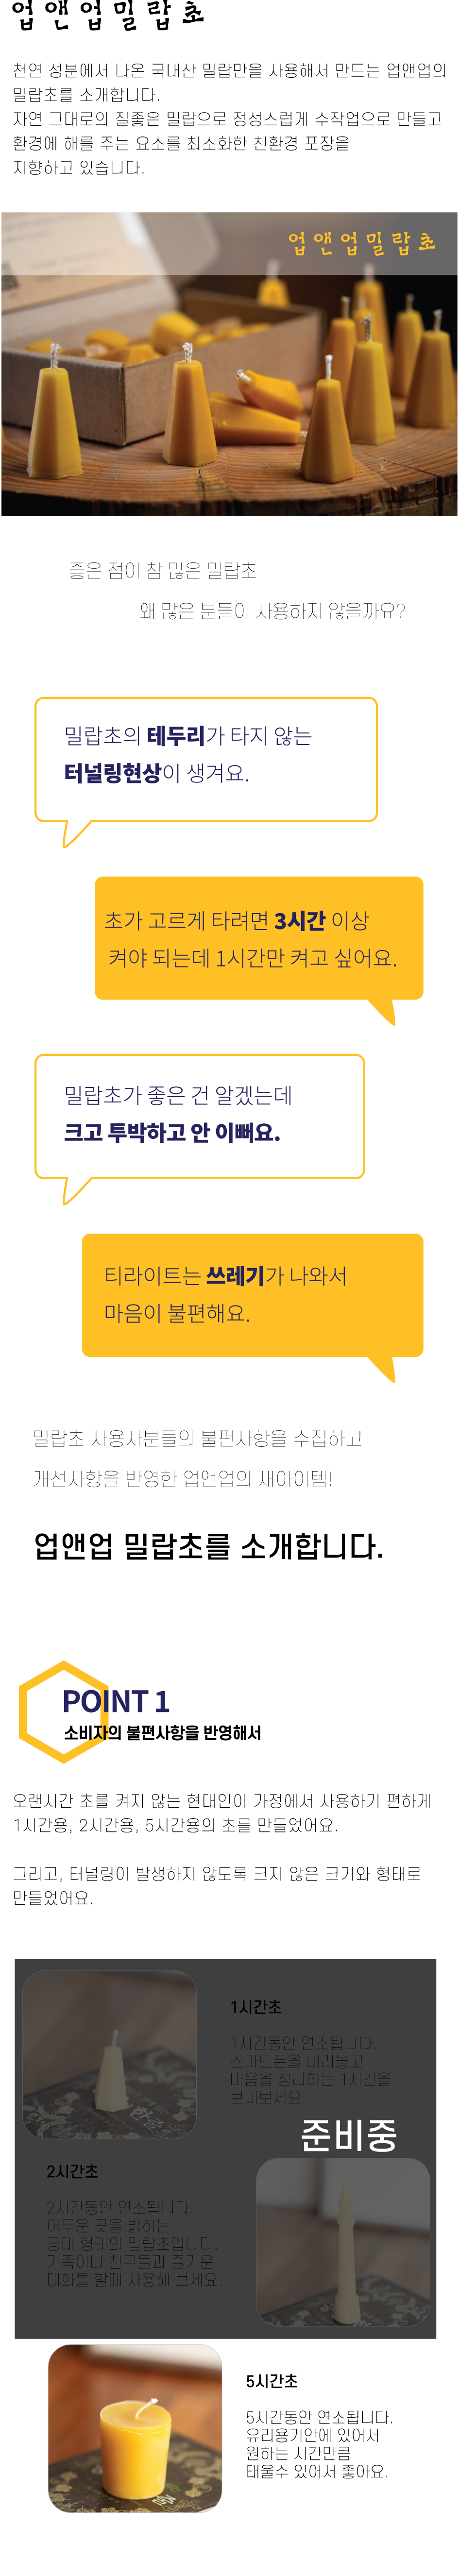 업앤업밀랍초
천연 성분에서 나온 국내산 밀랍만을 사용해서 만드는 업앤업의
밀랍초를 소개합니다.
자연 그대로의 질좋은 밀랍으로 정성스럽게 수작업으로 만들고
환경에 해를 주는 요소를 최소화한 친환경 포장을
지향하고 있습니다.
업앤업밀랍초
좋은 점이 참 많은 밀랍초
왜 많은 분들이 사용하지 않을까요?
밀랍초의 테두리가 타지 않는
터널링현상이 생겨요.
초가 고르게 타려면 3시간 이상
켜야 되는데 1시간만 켜고 싶어요.
밀랍초가 좋은 건 알겠는데
크고 투박하고 안 이뻐요.
티라이트는 쓰레기가 나와서
마음이 불편해요.
밀랍초 사용자분들의 불편사항을 수집하고
개선사항을 반영한 업앤업의 새아이템!
업앤업 밀랍초를 소개합니다.
POINT 1
소비자의 불편사항을 반영해서
오랜시간 초를 켜지 않는 현대인이 가정에서 사용하기 편하게
1시간용, 2시간용, 5시간용의 초를 만들었어요.
그리고, 터널링이 발생하지 않도록 크지 않은 크기와 형태로
만들었어요.
1시간초
1시간동안 연소됩니다.
스마트폰을 내려놓고
마음을 정리하는 1시간을
보내보세요.
준비중
2시간초
2시간동안 연소됩니다.
어두운 곳을 밝히는
등대 형태의 밀랍초입니다.
가족이나 친구들과 즐거운
대화를 할때 사용해 보세요.
5시간초
5시간동안 연소됩니다.
유리용기안에 있어서
원하는 시간만큼
태울수 있어서 좋아요.